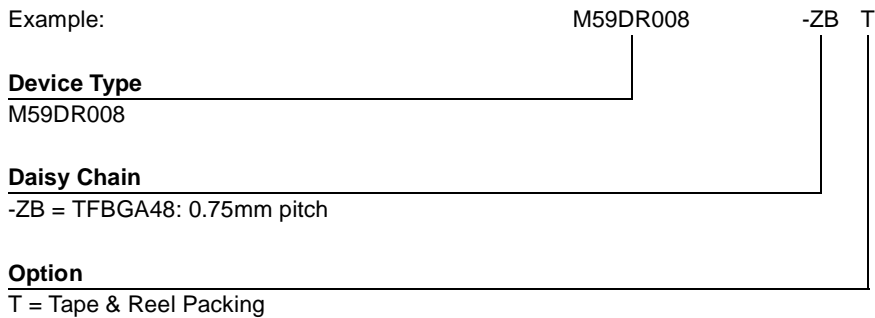 Example: M59DR008 -ZB T
Device Type
M59DR008
Daisy Chain
-ZB = TFBGA48: 0.75mm pitch
Option
T = Tape & Reel Packing